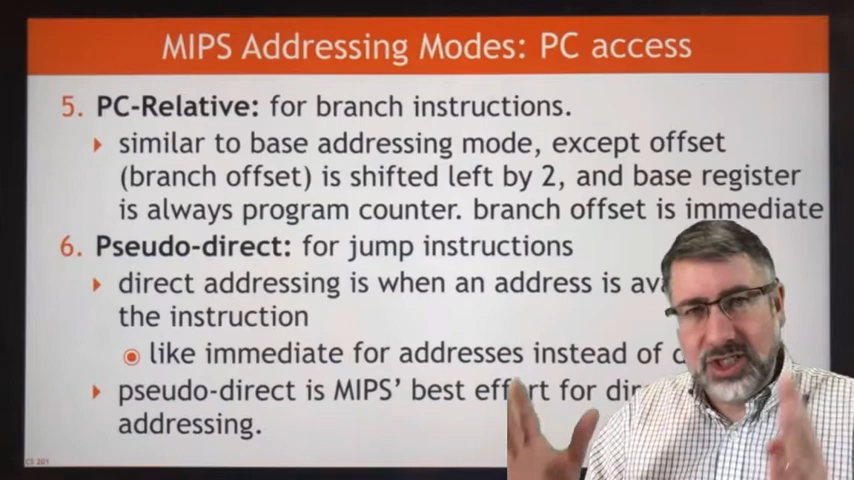 MIPS Addressing Modes: PC access
5. PC-Relative: for branch instructions.
similar to base addressing mode, except offset
(branch offset) is shifted left by 2, and base register
is always program counter. branch offset is immediate
6. Pseudo-direct: for jump instructions
direct addressing is when an address is
the instruction
like immediate for addresses instead of
pseudo-direct is MIPS' best effort for
addressing.